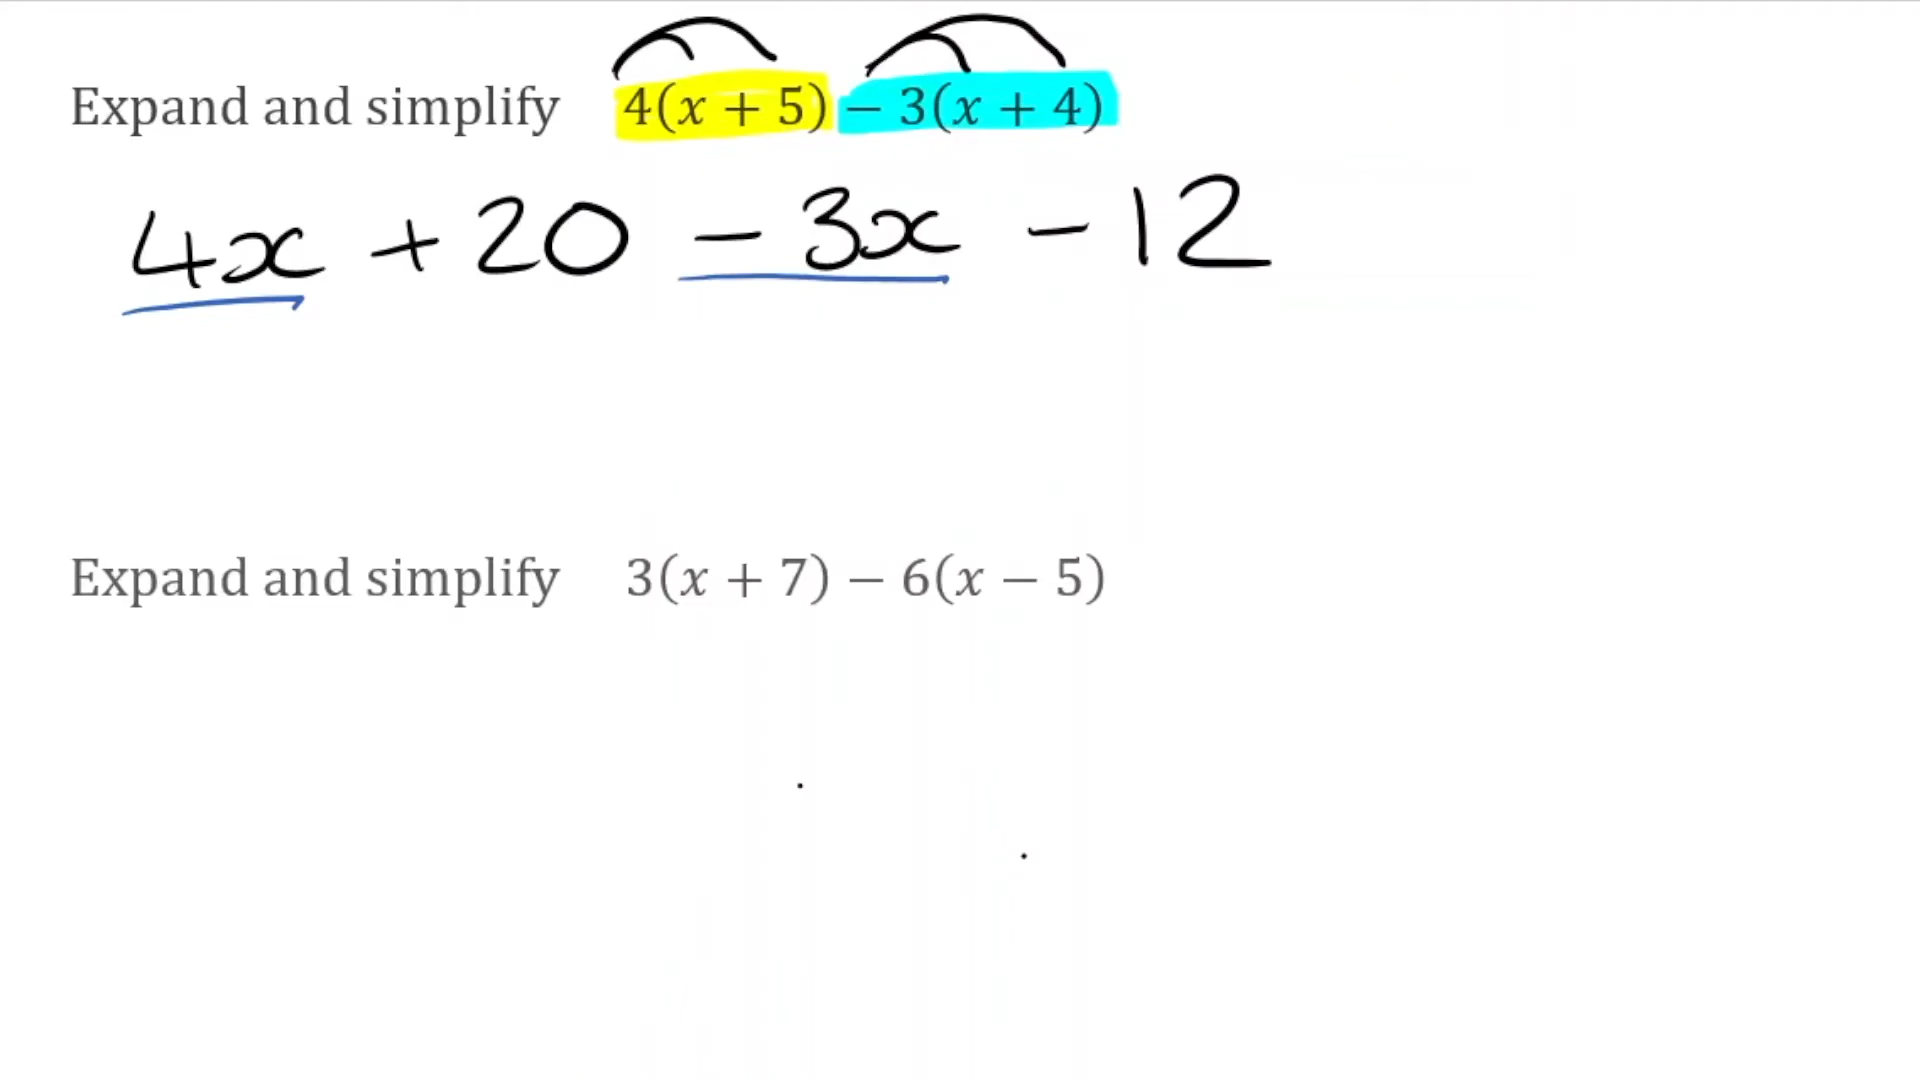 Expand and simplify 4(x + 5) − 3(x + 4)
4x + 20 − 3x − 12
Expand and simplify 3(x + 7) − 6(x − 5)